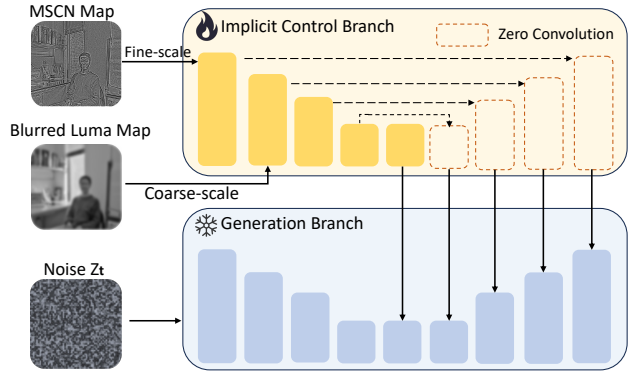 MSCN Map
Implicit Control Branch
Zero Convolution
Fine-scale
Blurred Luma Map
Coarse-scale
Generation Branch
Noise Zt